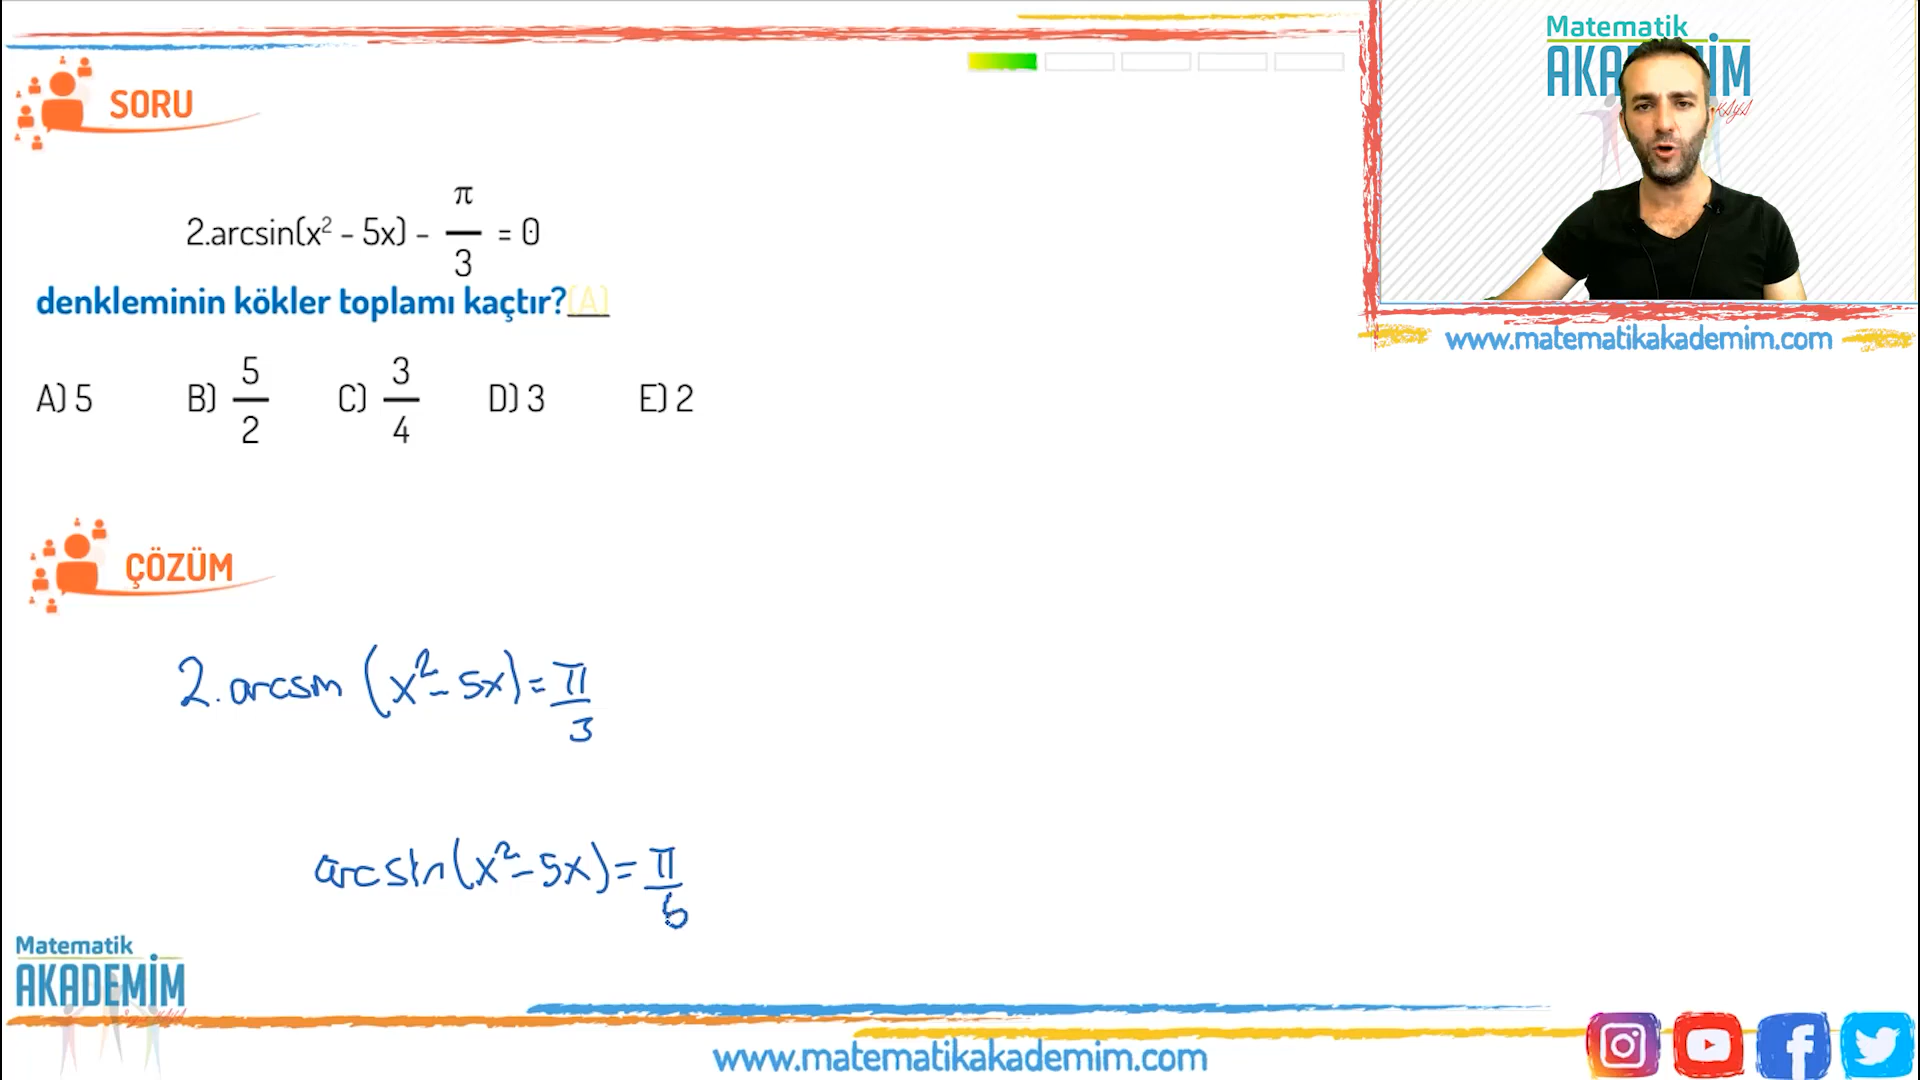 Matematik
AKADEMİM
KAYA
SORU
2.arcsin(x² - 5x) - π/3 = 0
denkleminin kökler toplamı kaçtır?(A)
www.matematikakademim.com
A) 5 B) 5/2 C) 3/4 D) 3 E) 2
ÇÖZÜM
2. arcsin (x² - 5x) = π/3
arcsin(x² - 5x) = π/6
Matematik
AKADEMİM
www.matematikakademim.com